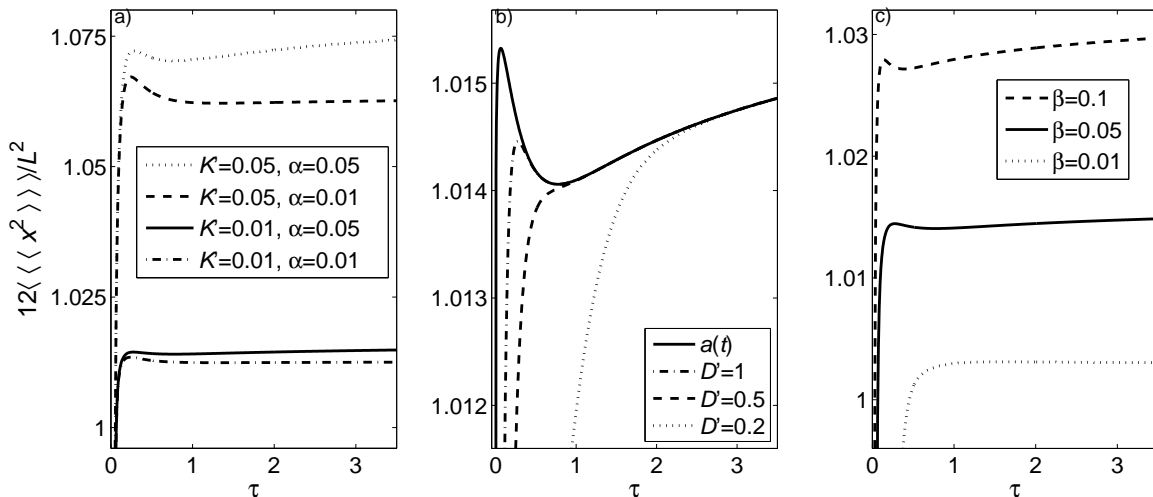 12⟨⟨⟨x²⟩⟩⟩/L²
a)
1.075
1.05
1.025
1
K'=0.05, α=0.05
K'=0.05, α=0.01
K'=0.01, α=0.05
K'=0.01, α=0.01
0 1 2 3
τ
b)
1.015
1.014
1.013
1.012
a(t)
D'=1
D'=0.5
D'=0.2
0 1 2 3
τ
c)
1.03
1.02
1.01
1
β=0.1
β=0.05
β=0.01
0 1 2 3
τ